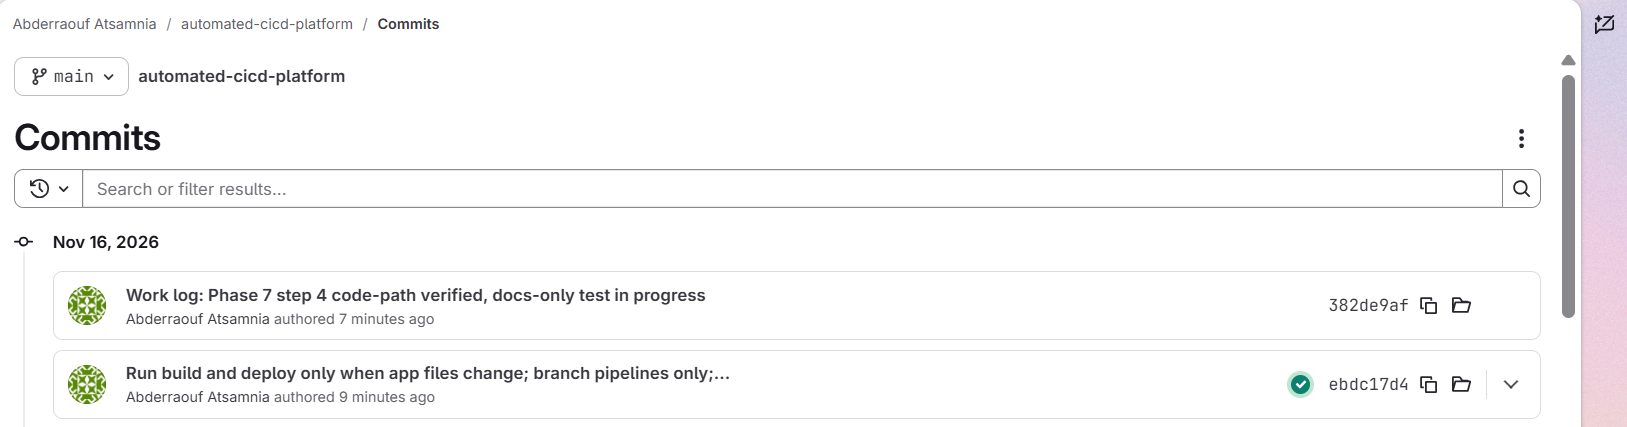 Abderraouf Atsamnia / automated-cicd-platform / Commits
main automated-cicd-platform
Commits
Search or filter results...
Nov 16, 2026
Work log: Phase 7 step 4 code-path verified, docs-only test in progress
Abderraouf Atsamnia authored 7 minutes ago
382de9af
Run build and deploy only when app files change; branch pipelines only;...
Abderraouf Atsamnia authored 9 minutes ago
ebdc17d4